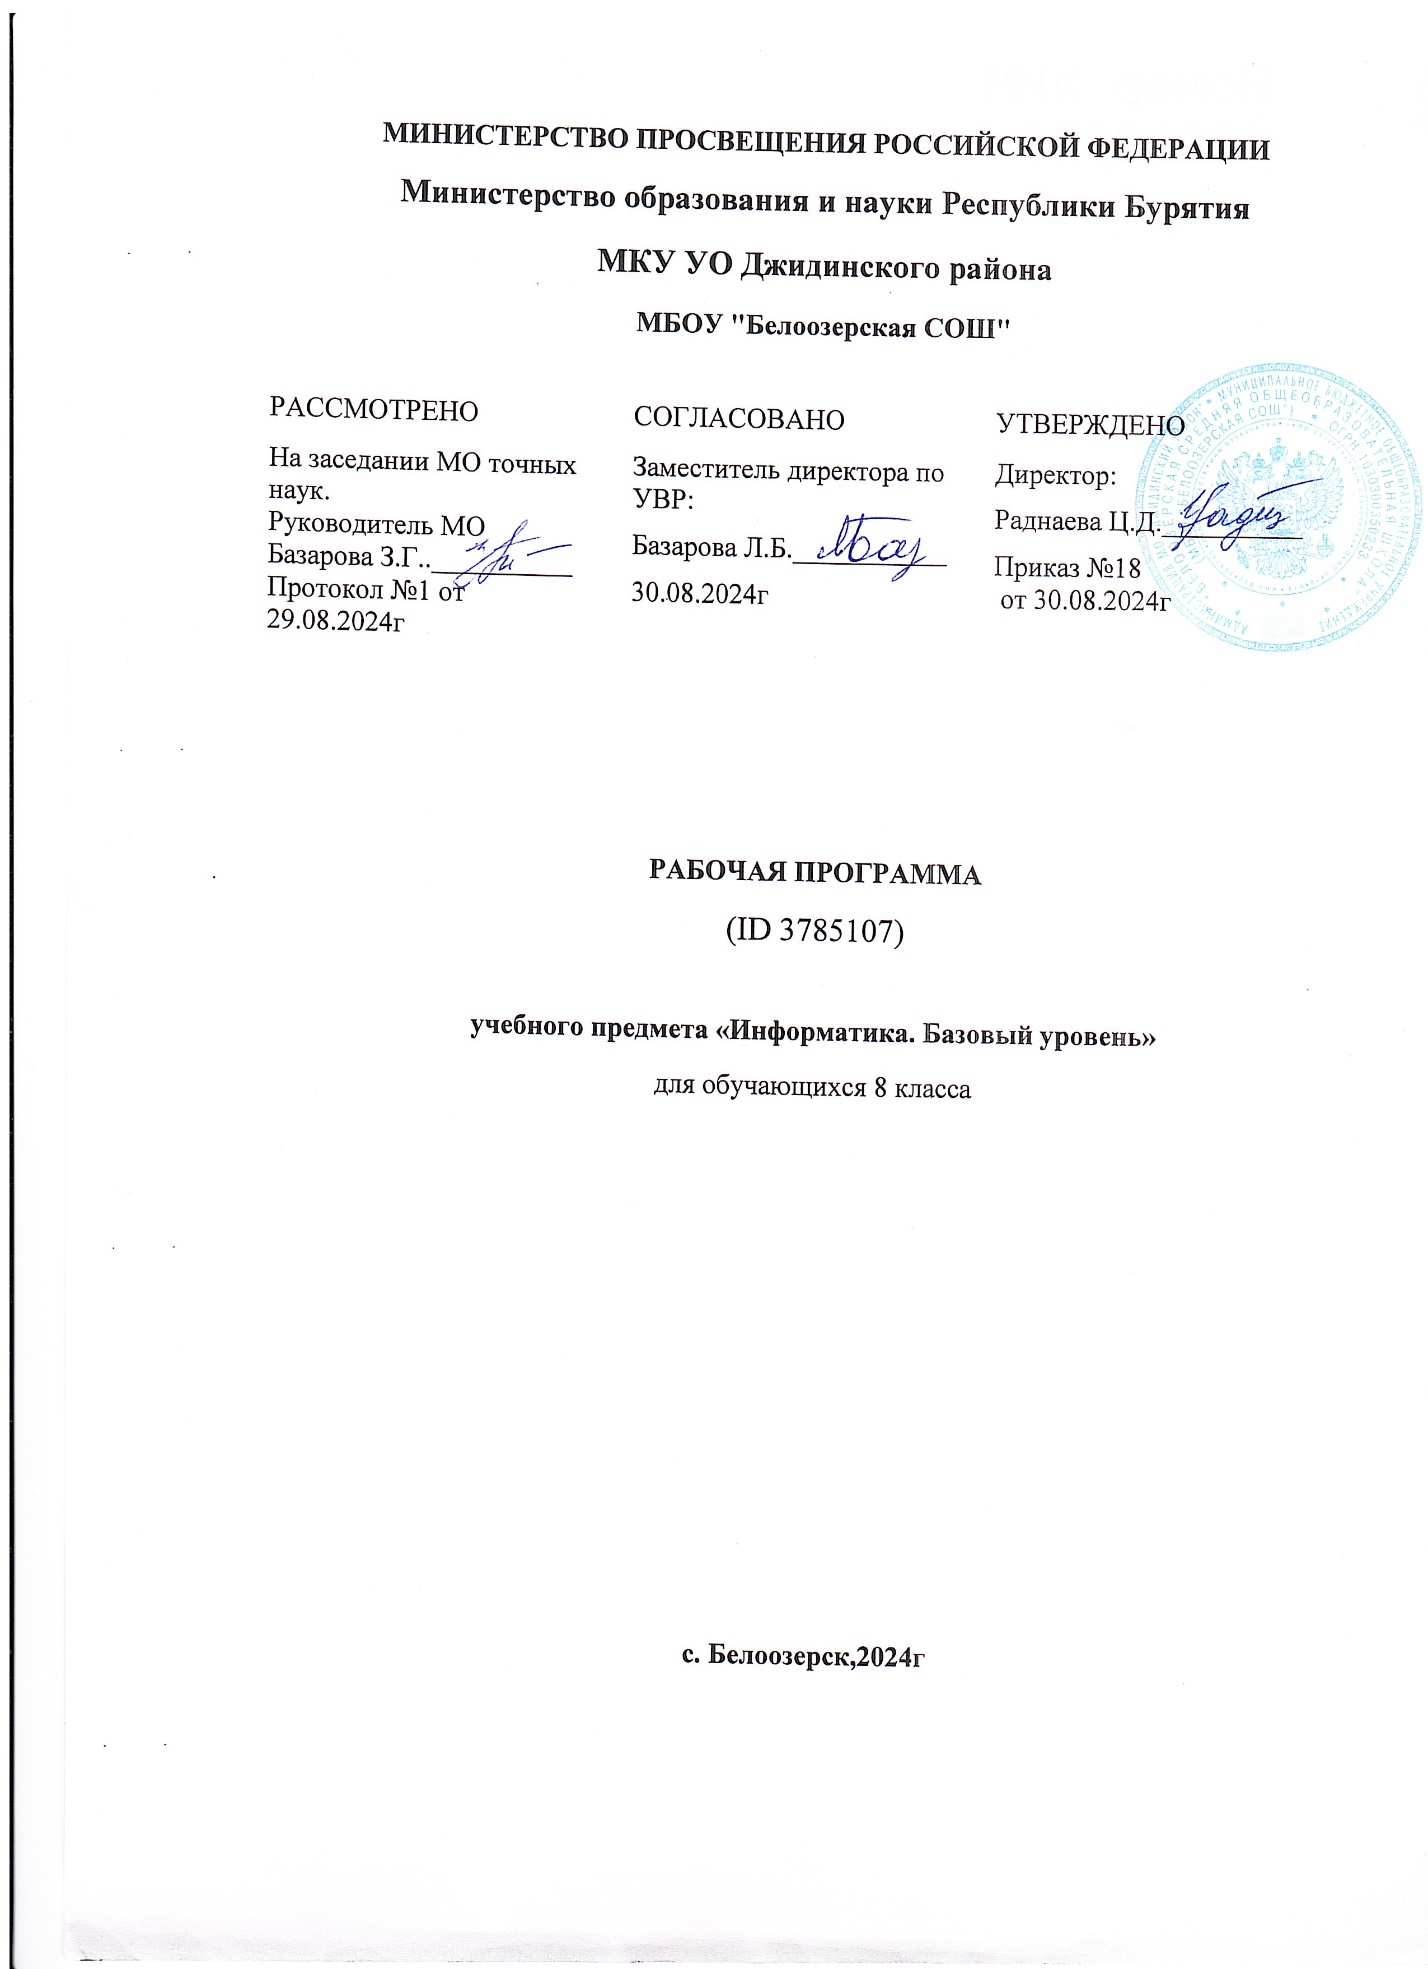 МИНИСТЕРСТВО ПРОСВЕЩЕНИЯ РОССИЙСКОЙ ФЕДЕРАЦИИ
Министерство образования и науки Республики Бурятия
МКУ УО Джидинского района
МБОУ "Белоозерская СОШ"
РАССМОТРЕНО
На заседании МО точных
наук.
Руководитель МО
Базарова З.Г..__________
Протокол №1 от
29.08.2024г
СОГЛАСОВАНО
Заместитель директора по
УВР:
Базарова Л.Б.___________
30.08.2024г
УТВЕРЖДЕНО
Директор:
Раднаева Ц.Д.__________
Приказ №18
от 30.08.2024г
РАБОЧАЯ ПРОГРАММА
(ID 3785107)
учебного предмета «Информатика. Базовый уровень»
для обучающихся 8 класса
с. Белоозерск,2024г